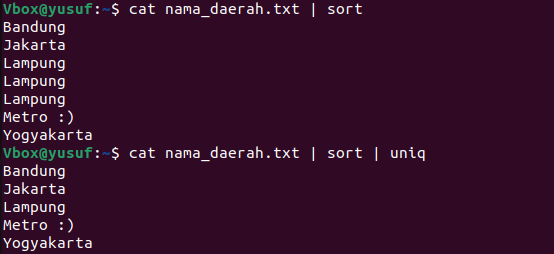 Vbox@yusuf:~$ cat nama_daerah.txt | sort
Bandung
Jakarta
Lampung
Lampung
Lampung
Metro :)
Yogyakarta
Vbox@yusuf:~$ cat nama_daerah.txt | sort | uniq
Bandung
Jakarta
Lampung
Metro :)
Yogyakarta